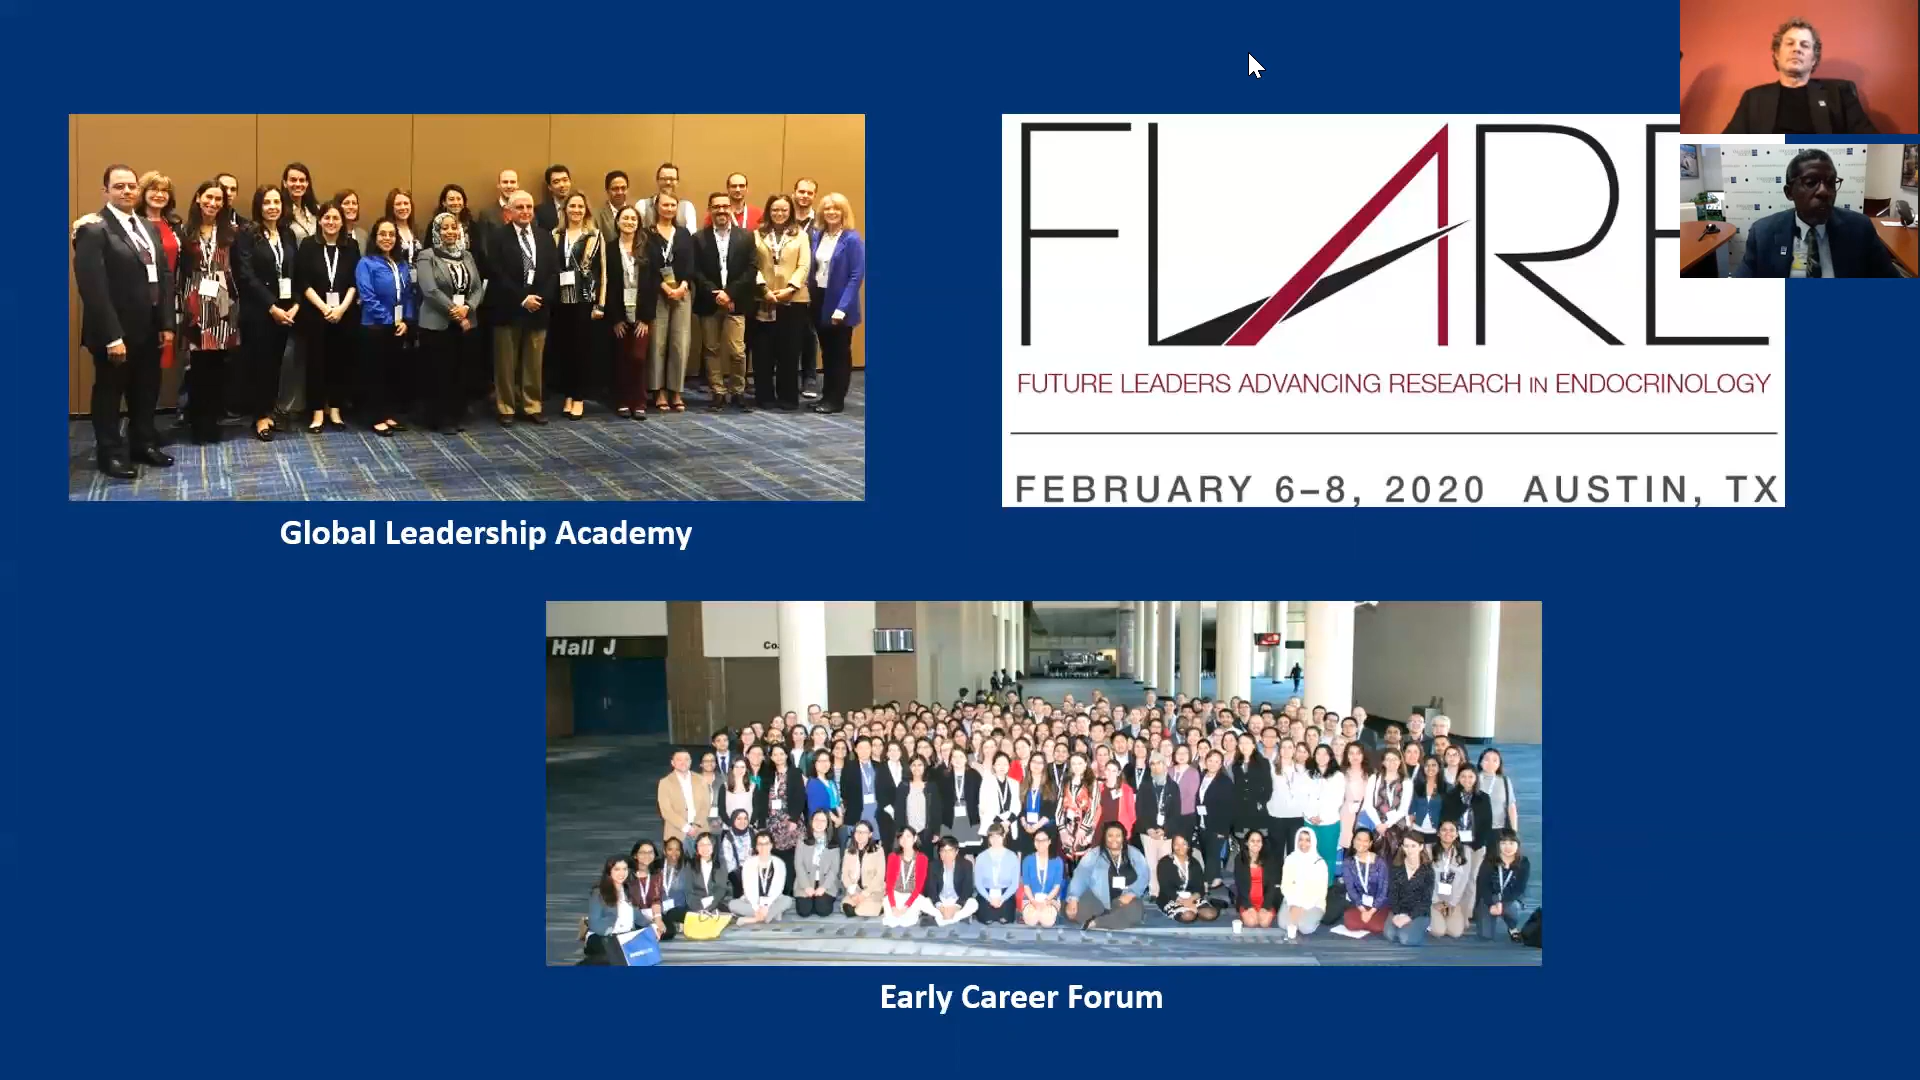 FLARE
FUTURE LEADERS ADVANCING RESEARCH IN ENDOCRINOLOGY
FEBRUARY 6–8, 2020 AUSTIN, TX
Global Leadership Academy
Hall J
Early Career Forum